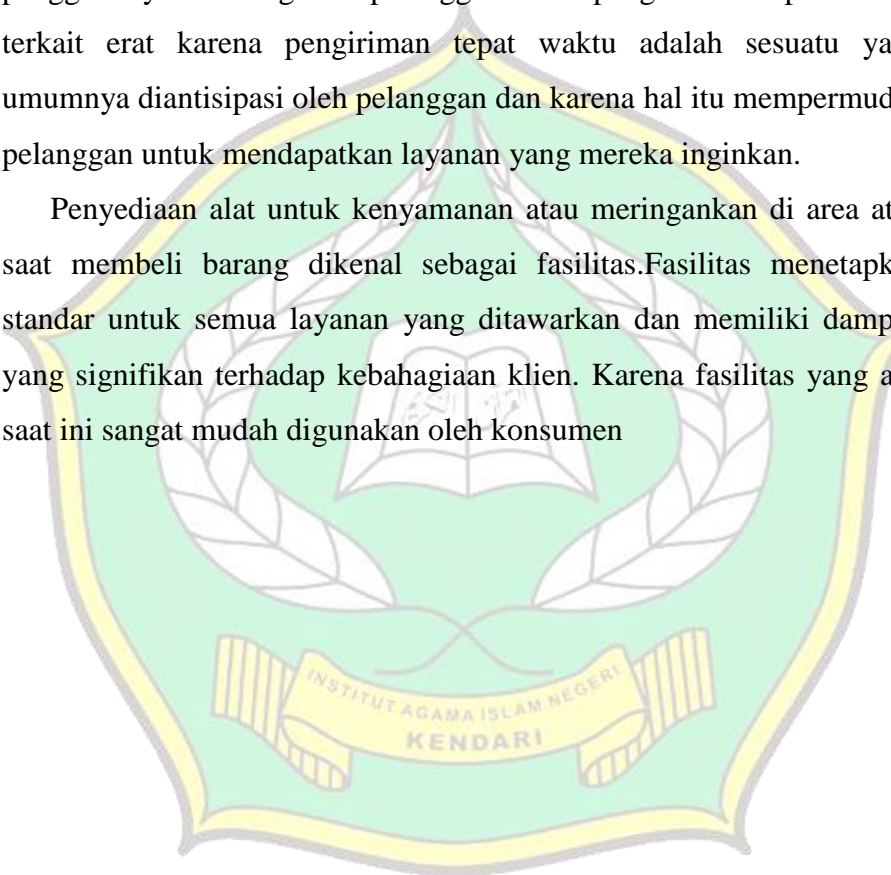 terkait erat karena pengiriman tepat waktu adalah sesuatu ya
umumnya diantisipasi oleh pelanggan dan karena hal itu mempermud
pelanggan untuk mendapatkan layanan yang mereka inginkan.
Penyediaan alat untuk kenyamanan atau meringankan di area at
saat membeli barang dikenal sebagai fasilitas.Fasilitas menetapk
standar untuk semua layanan yang ditawarkan dan memiliki damp
yang signifikan terhadap kebahagiaan klien. Karena fasilitas yang a
saat ini sangat mudah digunakan oleh konsumen
INSTITUT AGAMA ISLAM NEGERI
KENDARI